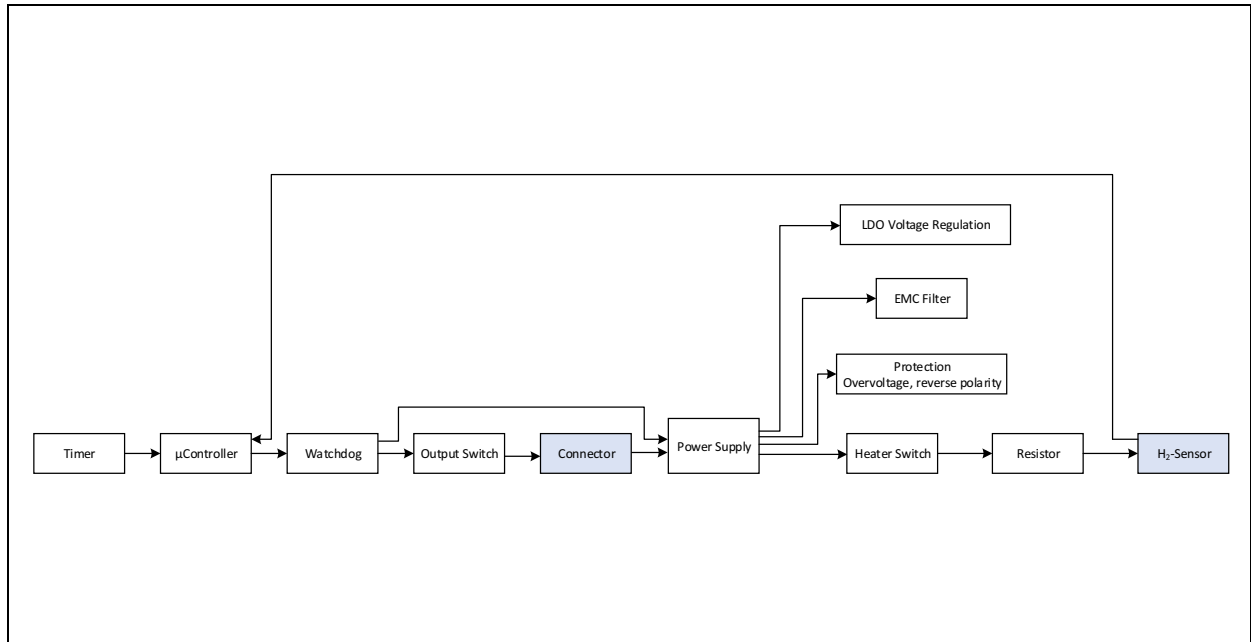 LDO Voltage Regulation
EMC Filter
Protection
Overvoltage, reverse polarity
Timer
µController
Watchdog
Output Switch
Connector
Power Supply
Heater Switch
Resistor
H₂-Sensor